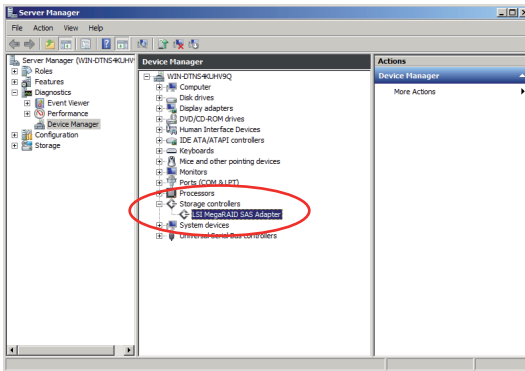 Server Manager
File Action View Help
Server Manager (WIN-DTNS4KUHV
Roles
Features
Diagnostics
Event Viewer
Performance
Device Manager
Configuration
Storage
Device Manager
WIN-DTNS4KUHV9Q
Computer
Disk drives
Display adapters
DVD/CD-ROM drives
Human Interface Devices
IDE ATA/ATAPI controllers
Keyboards
Mice and other pointing devices
Monitors
Ports (COM & LPT)
Processors
Storage controllers
LSI MegaRAID SAS Adapter
System devices
Universal Serial Bus controllers
Actions
Device Manager
More Actions